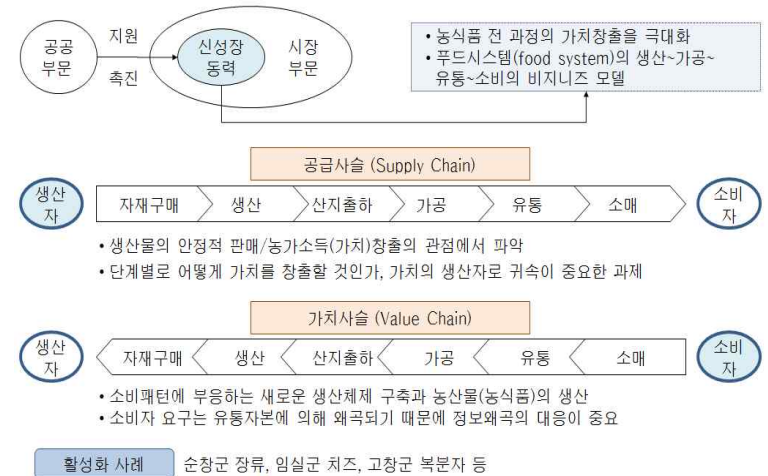 공공
부문
지원
촉진
신성장
동력
시장
부문
• 농식품 전 과정의 가치창출을 극대화
• 푸드시스템(food system)의 생산~가공~
유통~소비의 비지니즈 모델
공급사슬 (Supply Chain)
생산
자
자재구매 생산 산지출하 가공 유통 소매
소비
자
• 생산물의 안정적 판매/농가소득(가치)창출의 관점에서 파악
• 단계별로 어떻게 가치를 창출할 것인가, 가치의 생산자로 귀속이 중요한 과제
가치사슬 (Value Chain)
생산
자
자재구매 생산 산지출하 가공 유통 소매
소비
자
• 소비패턴에 부응하는 새로운 생산체제 구축과 농산물(농식품)의 생산
• 소비자 요구는 유통자본에 의해 왜곡되기 때문에 정보왜곡의 대응이 중요
활성화 사례 순창군 장류, 임실군 치즈, 고창군 복분자 등